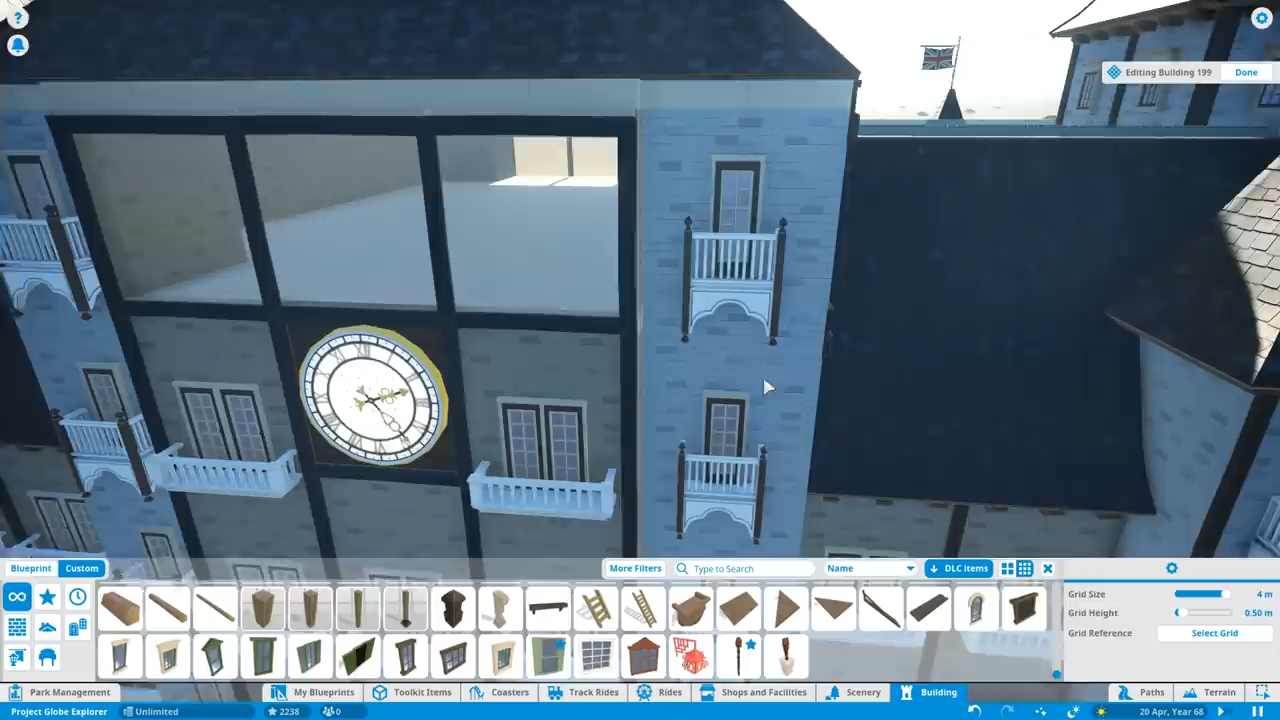 ?
Editing Building 199 Done
Blueprint Custom More Filters Type to Search Name DLC items
Grid Size 4 m
Grid Height 0.50 m
Grid Reference Select Grid
Park Management My Blueprints Toolkit Items Coasters Track Rides Rides Shops and Facilities Scenery Building Paths Terrain
Project Globe Explorer Unlimited 2238 0 20 Apr, Year 68